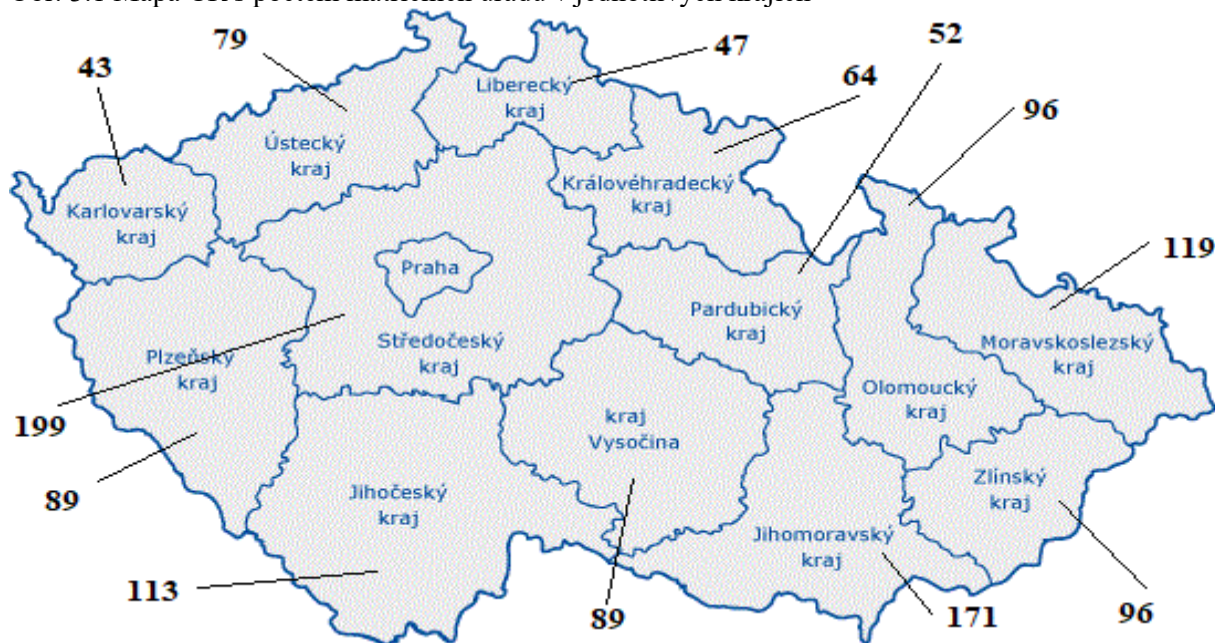 79
47
52
43
64
96
Liberecký
kraj
Ústecký
kraj
Královéhradecký
kraj
Karlovarský
kraj
119
Praha
Pardubický
kraj
Středočeský
kraj
Plzeňský
kraj
Moravskoslezský
kraj
Olomoucký
kraj
199
kraj
Vysočina
89
Jihočeský
kraj
Zlínský
kraj
Jihomoravský
kraj
113
89
171
96